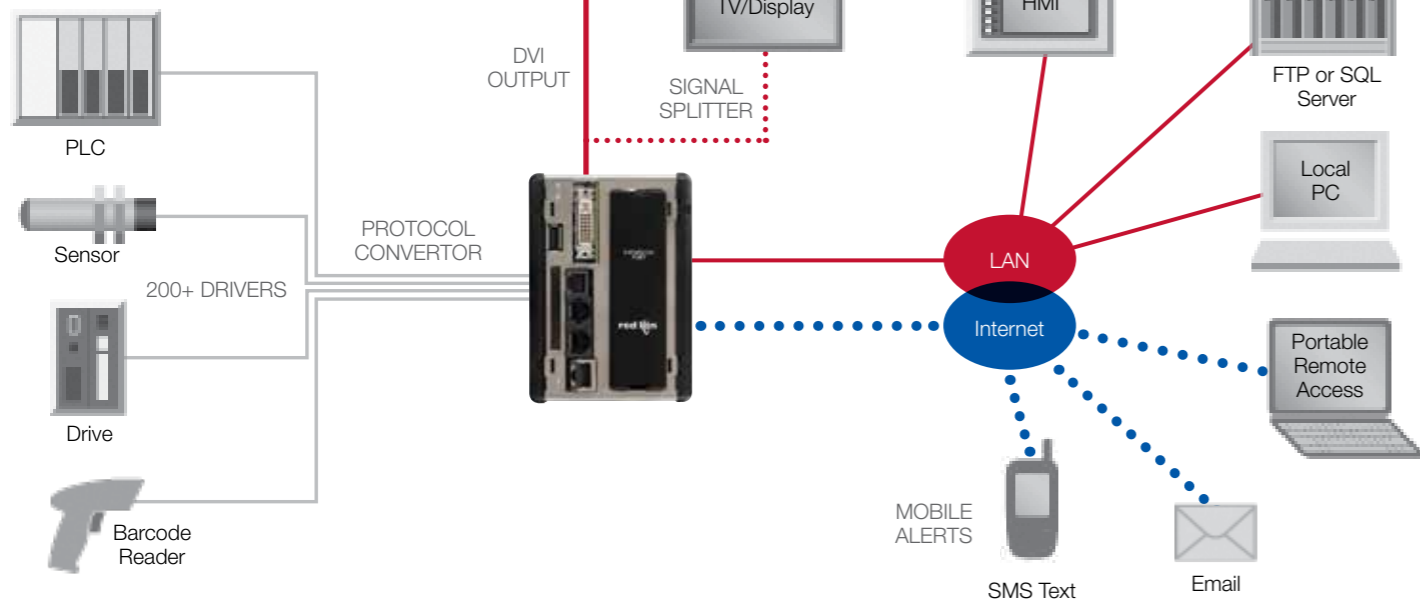 TV/Display
HMI
DVI
OUTPUT
SIGNAL
SPLITTER
FTP or SQL
Server
PLC
Local
PC
Sensor
PROTOCOL
CONVERTOR
200+ DRIVERS
LAN
Internet
red lion
Portable
Remote
Access
Drive
Barcode
Reader
MOBILE
ALERTS
SMS Text
Email